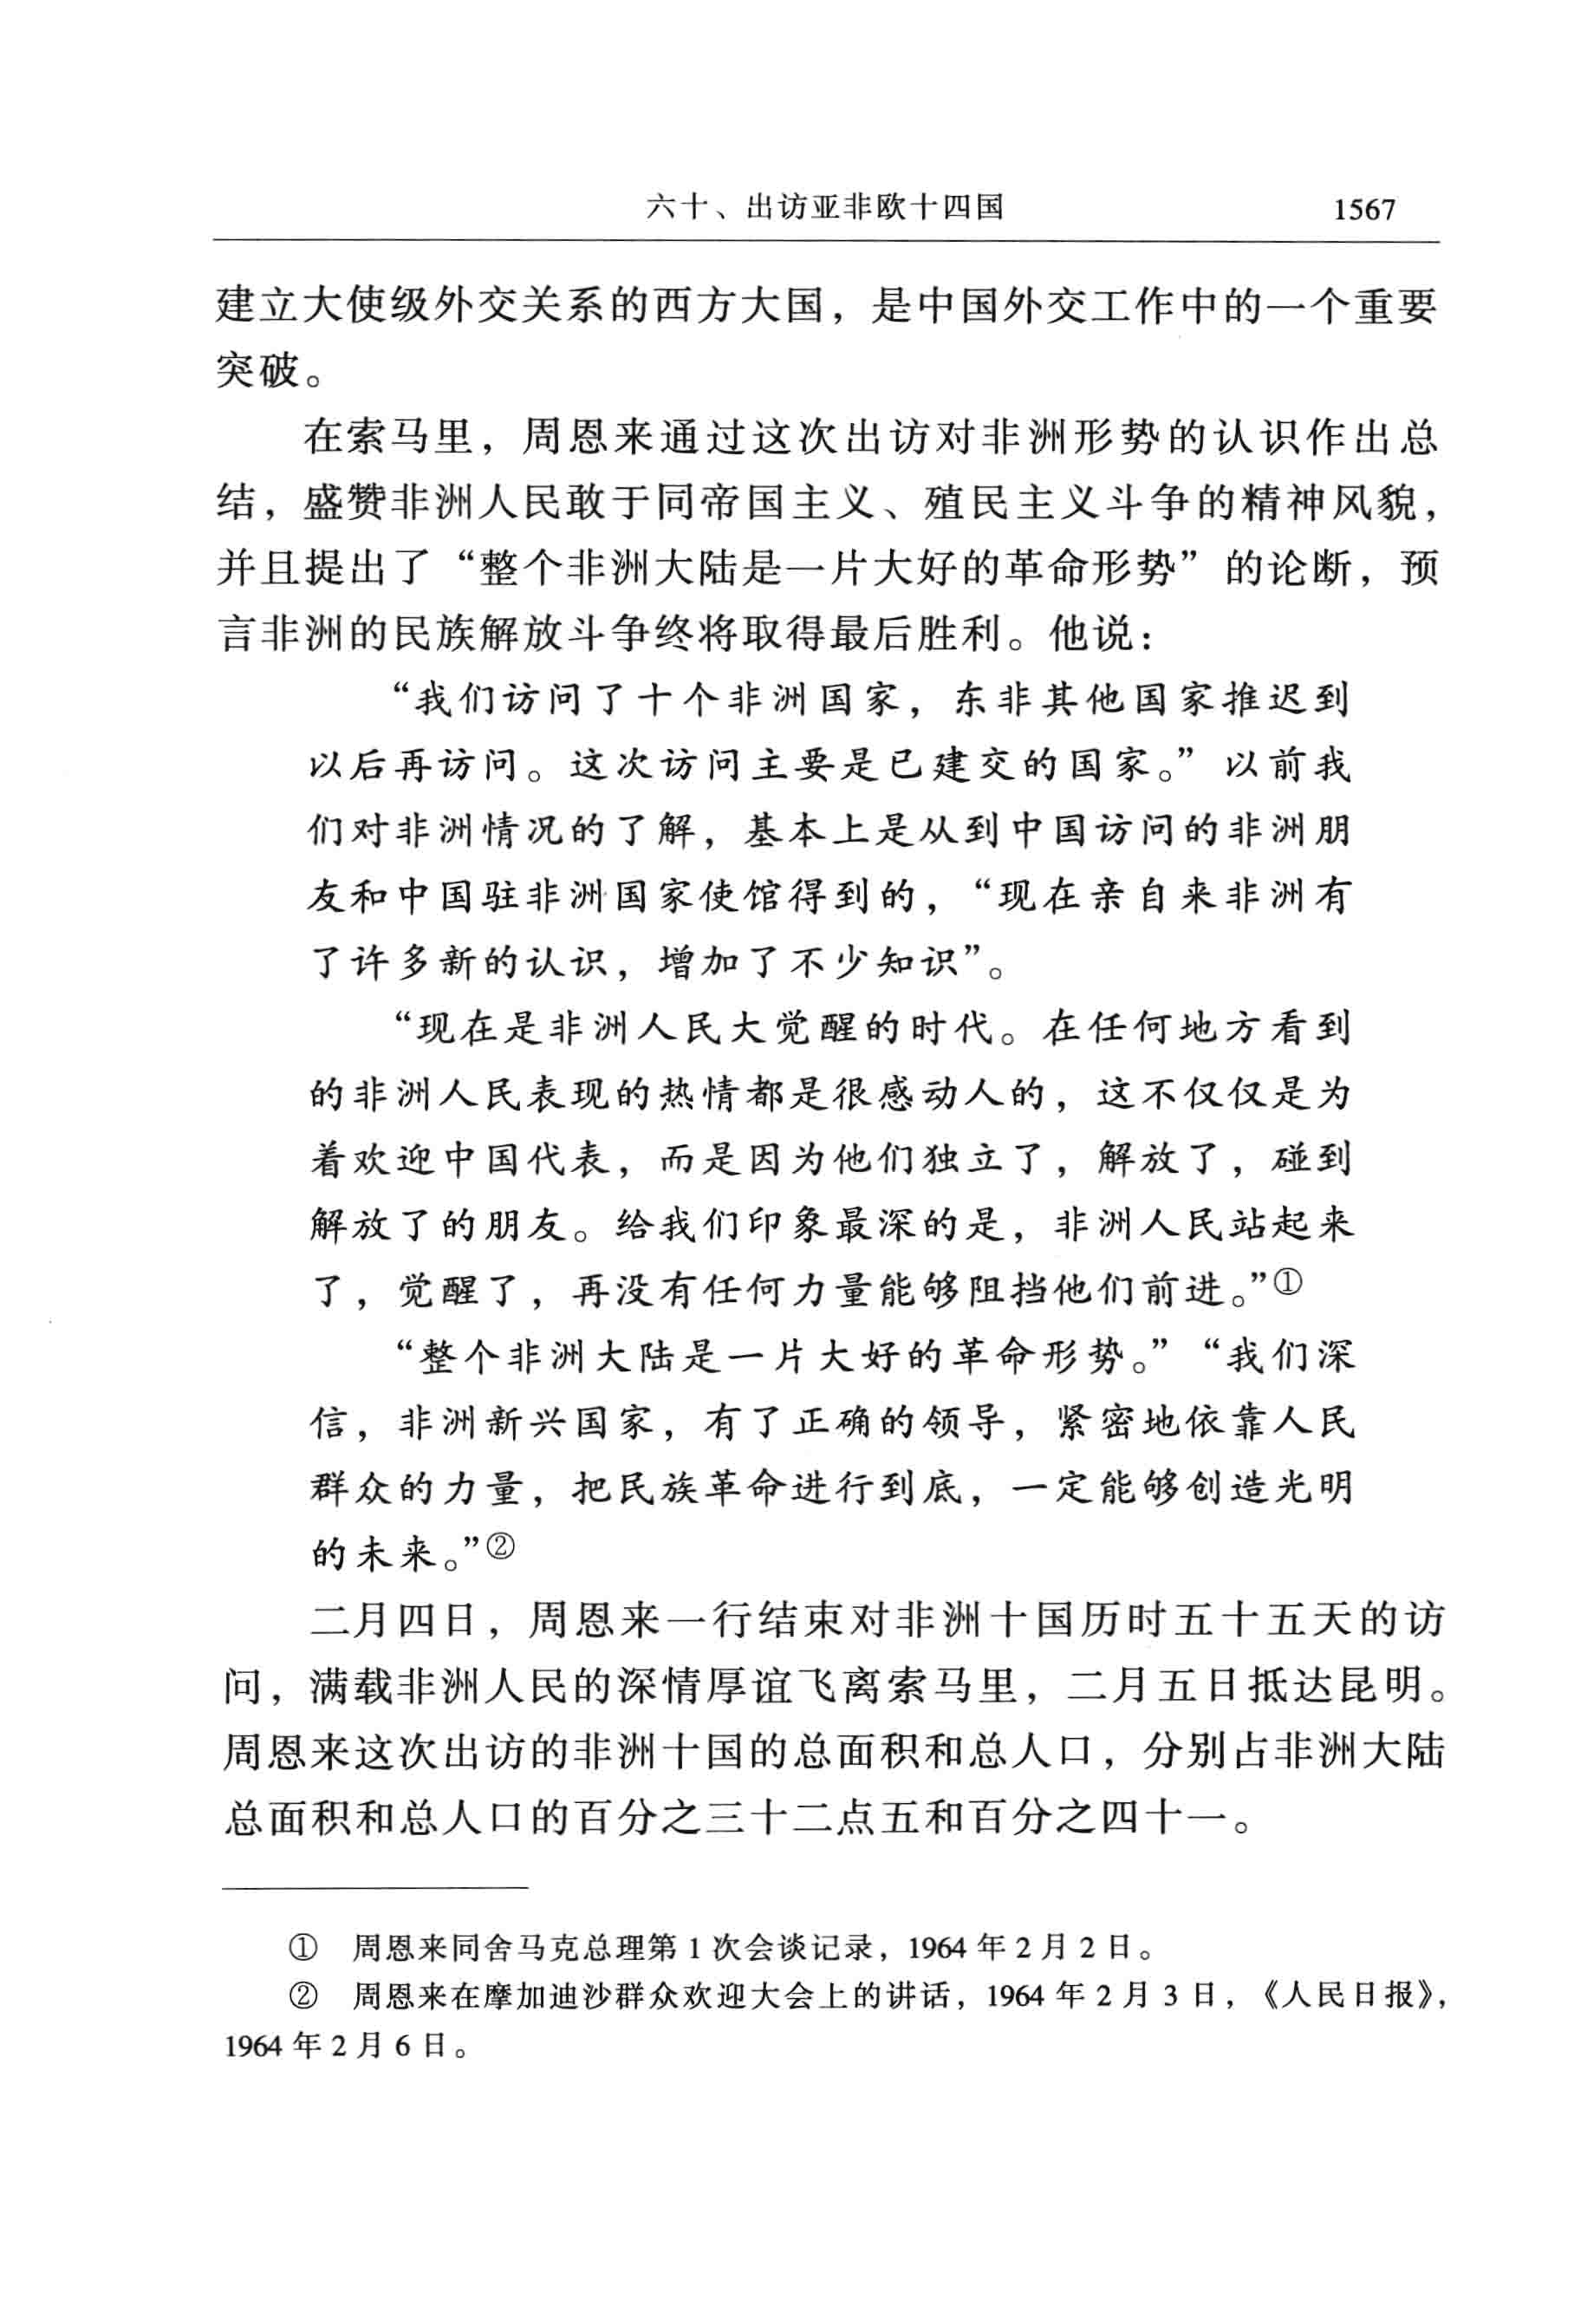 六十、出访亚非欧十四国 1567
建立大使级外交关系的西方大国，是中国外交工作中的一个重要
突破。
在索马里，周恩来通过这次出访对非洲形势的认识作出总
结，盛赞非洲人民敢于同帝国主义、殖民主义斗争的精神风貌，
并且提出了“整个非洲大陆是一片大好的革命形势”的论断，预
言非洲的民族解放斗争终将取得最后胜利。他说：
“我们访问了十个非洲国家，东非其他国家推迟到
以后再访问。这次访问主要是已建交的国家。”以前我
们对非洲情况的了解，基本上是从到中国访问的非洲朋
友和中国驻非洲国家使馆得到的，“现在亲自来非洲有
了许多新的认识，增加了不少知识”。
“现在是非洲人民大觉醒的时代。在任何地方看到
的非洲人民表现的热情都是很感动人的，这不仅仅是为
着欢迎中国代表，而是因为他们独立了，解放了，碰到
解放了的朋友。给我们印象最深的是，非洲人民站起来
了，觉醒了，再没有任何力量能够阻挡他们前进。”①
“整个非洲大陆是一片大好的革命形势。”“我们深
信，非洲新兴国家，有了正确的领导，紧密地依靠人民
群众的力量，把民族革命进行到底，一定能够创造光明
的未来。”②
二月四日，周恩来一行结束对非洲十国历时五十五天的访
问，满载非洲人民的深情厚谊飞离索马里，二月五日抵达昆明。
周恩来这次出访的非洲十国的总面积和总人口，分别占非洲大陆
总面积和总人口的百分之三十二点五和百分之四十一。
① 周恩来同舍马克总理第1次会谈记录，1964年2月2日。
② 周恩来在摩加迪沙群众欢迎大会上的讲话，1964年2月3日，《人民日报》，
1964年2月6日。